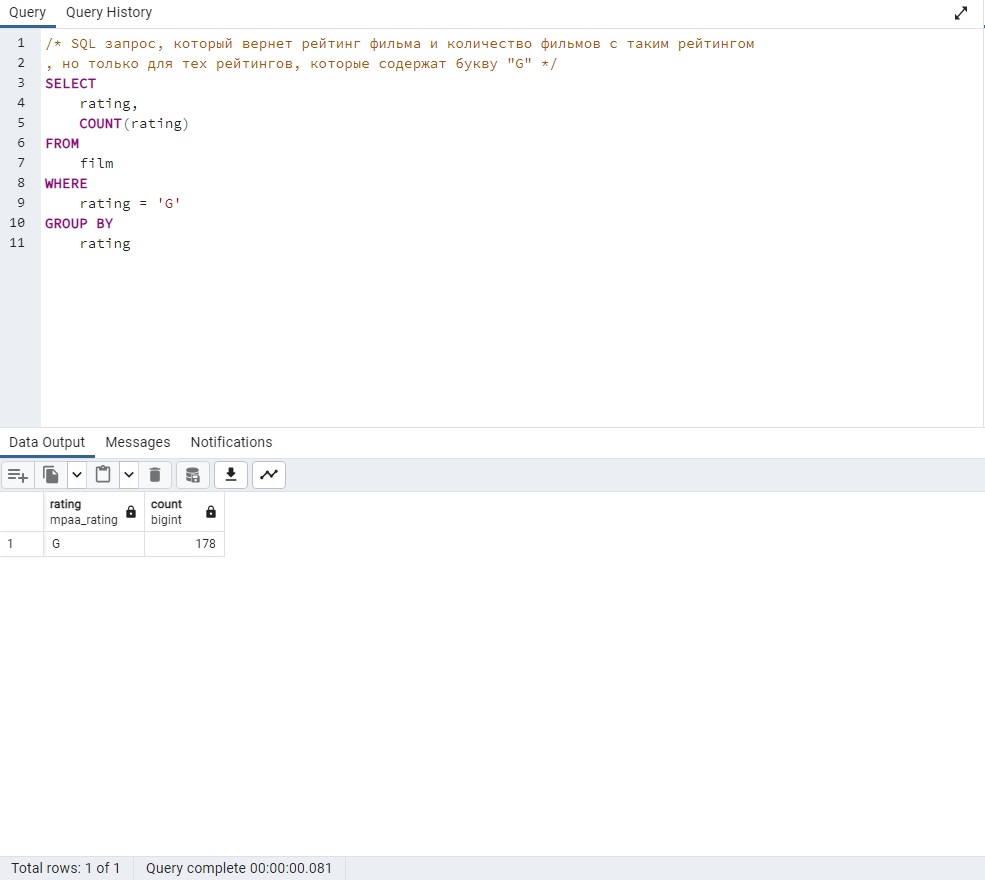 Query Query History
1 /* SQL запрос, который вернет рейтинг фильма и количество фильмов с таким рейтингом
2 , но только для тех рейтингов, которые содержат букву "G" */
3 SELECT
4 rating,
5 COUNT(rating)
6 FROM
7 film
8 WHERE
9 rating = 'G'
10 GROUP BY
11 rating
Data Output Messages Notifications
rating count
mpaa_rating bigint
1 G 178
Total rows: 1 of 1 Query complete 00:00:00.081